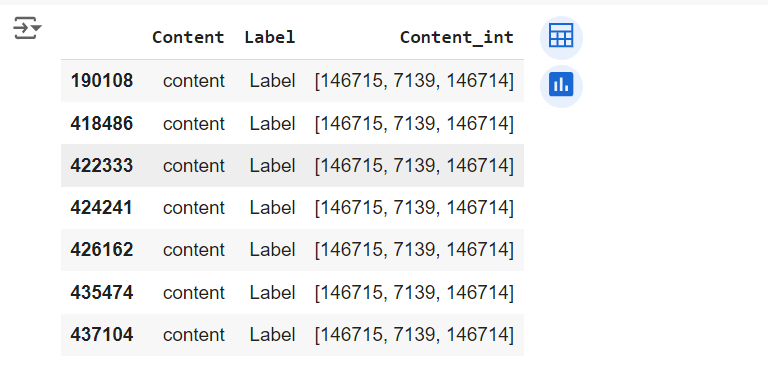 Content Label Content_int
190108 content Label [146715, 7139, 146714]
418486 content Label [146715, 7139, 146714]
422333 content Label [146715, 7139, 146714]
424241 content Label [146715, 7139, 146714]
426162 content Label [146715, 7139, 146714]
435474 content Label [146715, 7139, 146714]
437104 content Label [146715, 7139, 146714]